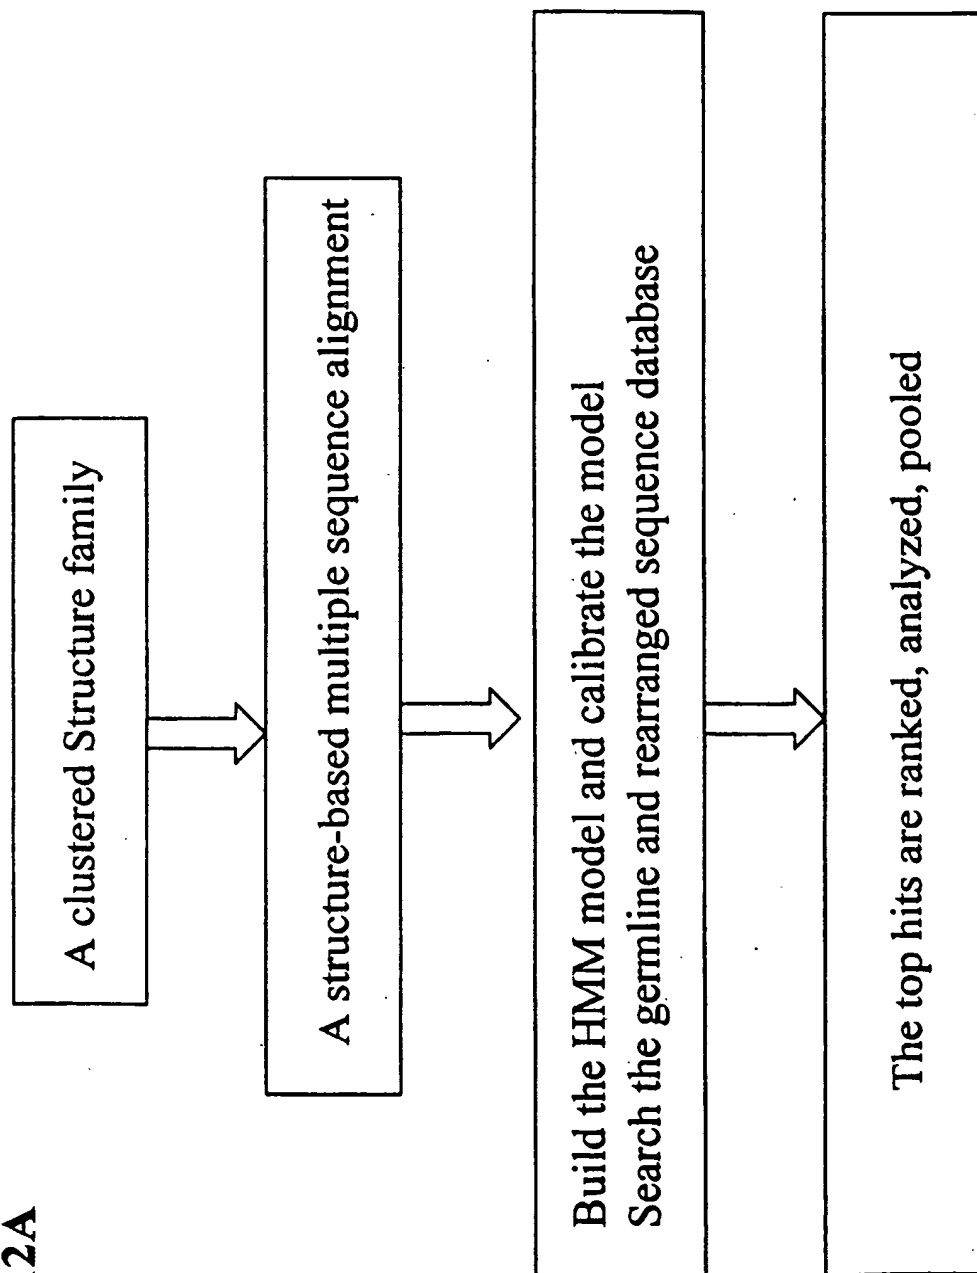 2A
A clustered Structure family
A structure-based multiple sequence alignment
Build the HMM model and calibrate the model
Search the germline and rearranged sequence database
The top hits are ranked, analyzed, pooled